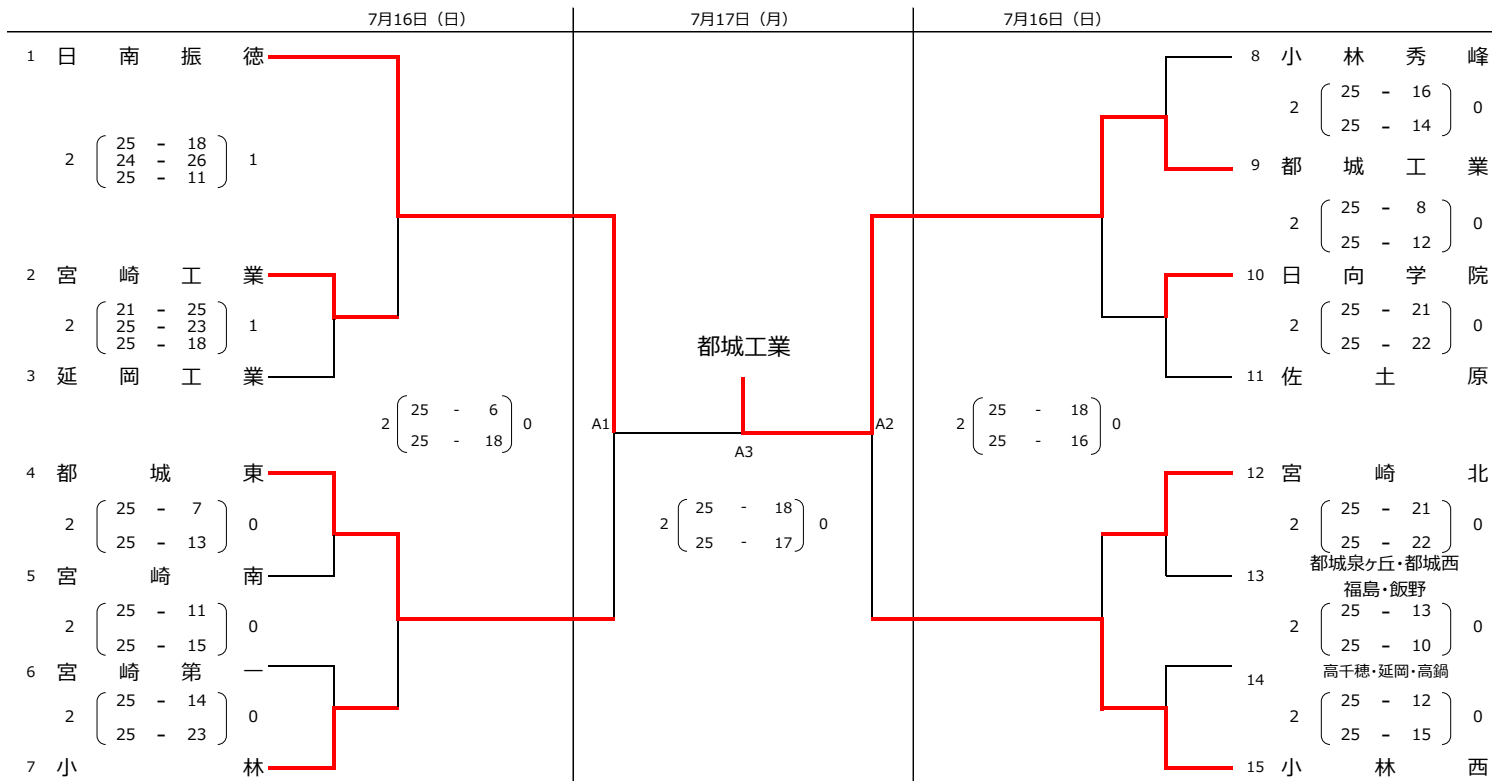 7月16日（日）
7月17日（月）
7月16日（日）
1 日南振徳
2 25 - 18 1
24 - 26
25 - 11
2 宮崎工業
2 21 - 25 1
25 - 23
25 - 18
3 延岡工業
2 25 - 6 0
25 - 18
4 都城東
2 25 - 7 0
25 - 13
5 宮崎南
2 25 - 11 0
25 - 15
6 宮崎第一
2 25 - 14 0
25 - 23
7 小林
都城工業
A1
A2
A3
2 25 - 18 0
25 - 17
8 小林秀峰
2 25 - 16 0
25 - 14
9 都城工業
2 25 - 8 0
25 - 12
10 日向学院
2 25 - 21 0
25 - 22
11 佐土原
2 25 - 18 0
25 - 16
12 宮崎北
2 25 - 21 0
25 - 22
13 都城泉ヶ丘・都城西
福島・飯野
2 25 - 13 0
25 - 10
14 高千穂・延岡・高鍋
2 25 - 12 0
25 - 15
15 小林西